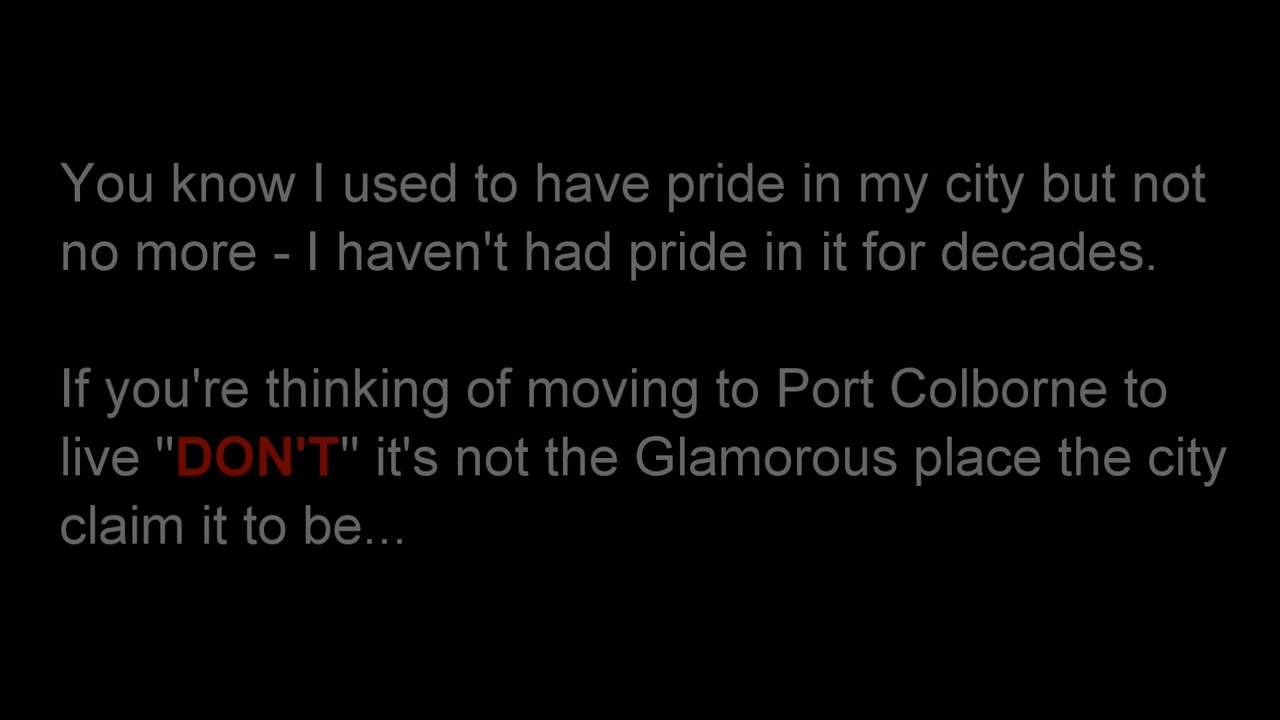 You know I used to have pride in my city but not
no more - I haven't had pride in it for decades.
If you're thinking of moving to Port Colborne to
live "DON'T" it's not the Glamorous place the city
claim it to be...